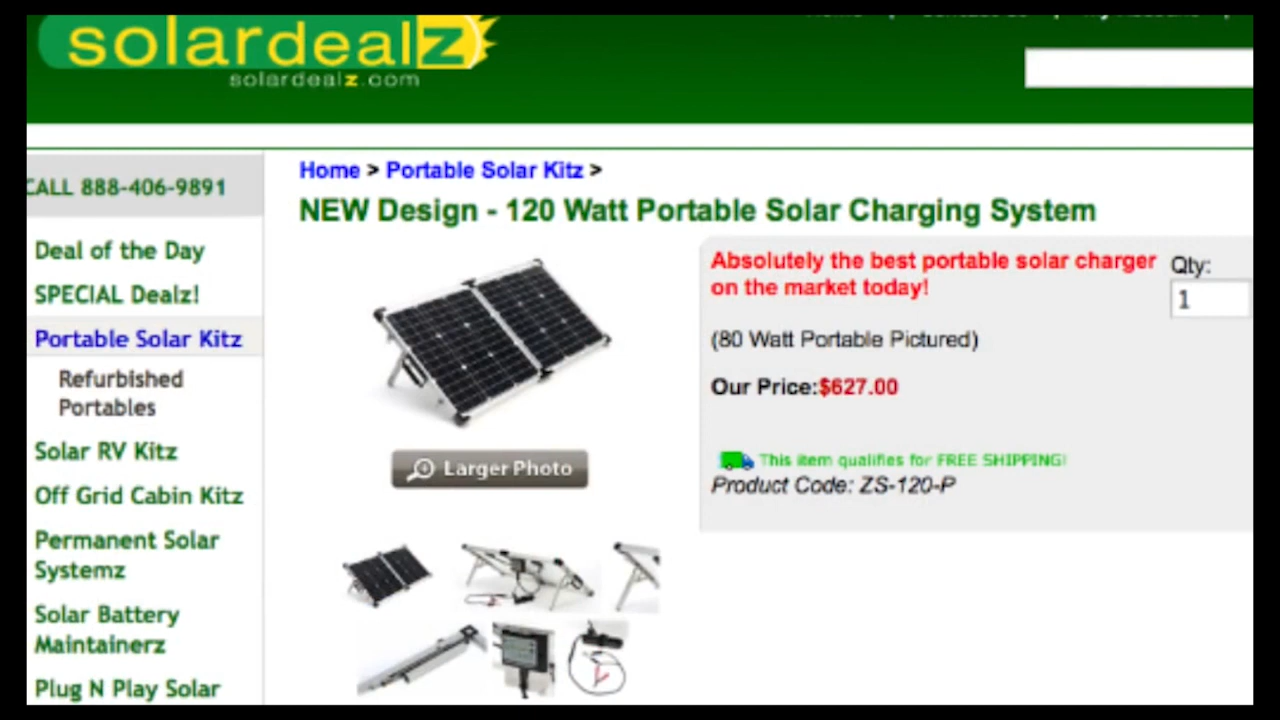 solardealz
solardealz.com
Home > Portable Solar Kitz >
CALL 888-406-9891
NEW Design - 120 Watt Portable Solar Charging System
Deal of the Day
SPECIAL Dealz!
Portable Solar Kitz
Refurbished
Portables
Solar RV Kitz
Off Grid Cabin Kitz
Permanent Solar
Systemz
Solar Battery
Maintainerz
Plug N Play Solar
Larger Photo
Absolutely the best portable solar charger
on the market today!
(80 Watt Portable Pictured)
Our Price:$627.00
This item qualifies for FREE SHIPPING!
Product Code: ZS-120-P
Qty:
1